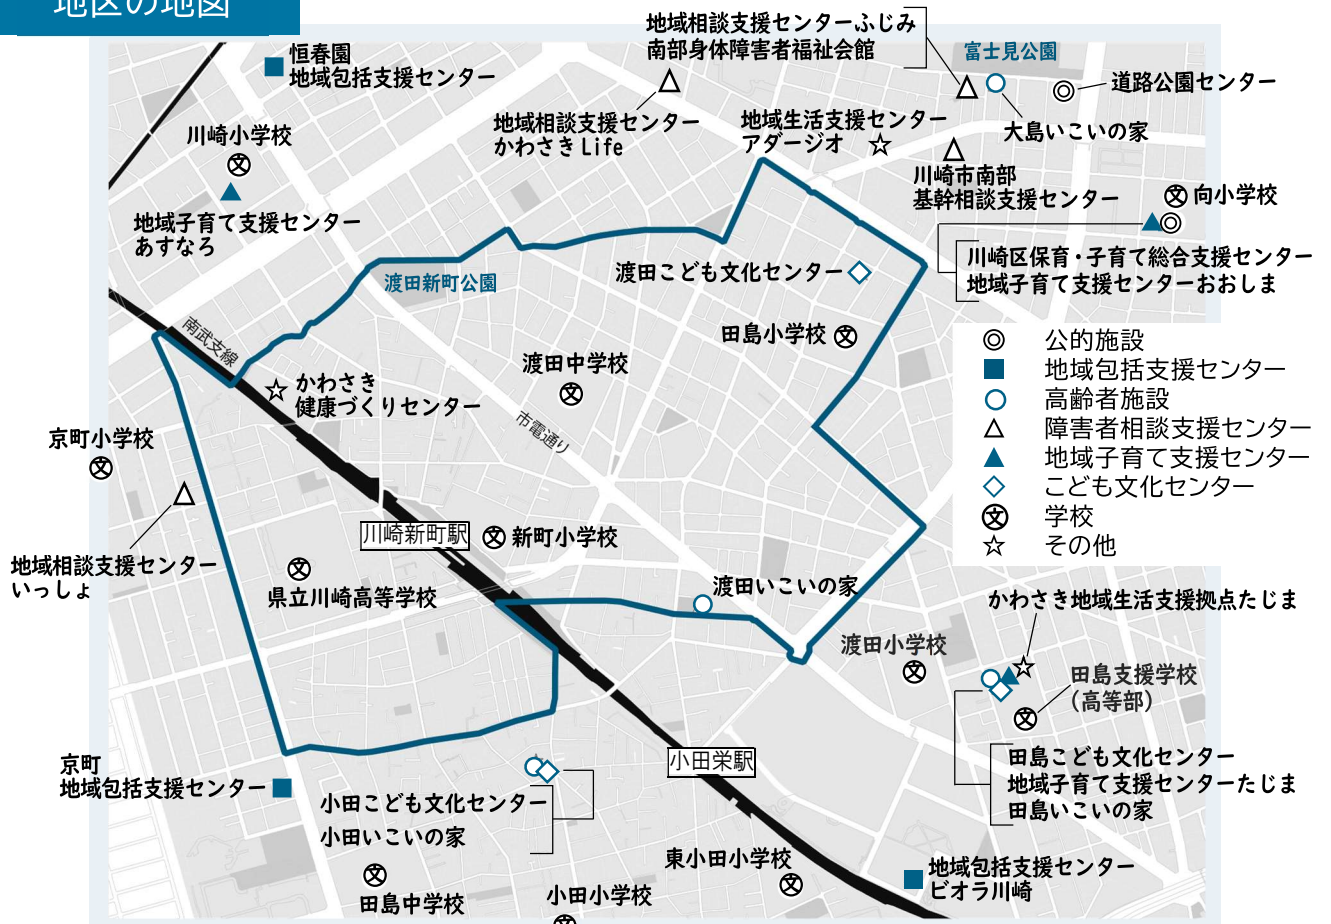 地区の地図
恒春園
地域包括支援センター
地域相談支援センターふじみ
南部身体障害者福祉会館
富士見公園
道路公園センター
地域相談支援センター
かわさきLife
地域生活支援センター
アダージオ
大島いこいの家
川崎小学校
川崎市南部
基幹相談支援センター
向小学校
地域子育て支援センター
あすなろ
川崎区保育・子育て総合支援センター
地域子育て支援センターおおしま
渡田新町公園
渡田こども文化センター
南武支線
田島小学校
渡田中学校
かわさき
健康づくりセンター
市電通り
公的施設
地域包括支援センター
高齢者施設
障害者相談支援センター
地域子育て支援センター
こども文化センター
学校
その他
京町小学校
地域相談支援センター
いっしょ
川崎新町駅
新町小学校
県立川崎高等学校
渡田いこいの家
かわさき地域生活支援拠点たじま
渡田小学校
田島支援学校
(高等部)
京町
地域包括支援センター
小田栄駅
田島こども文化センター
地域子育て支援センターたじま
田島いこいの家
小田こども文化センター
小田いこいの家
東小田小学校
地域包括支援センター
ビオラ川崎
田島中学校
小田小学校
文
文
文
文
文
文
文
文
文
文
文
文
文